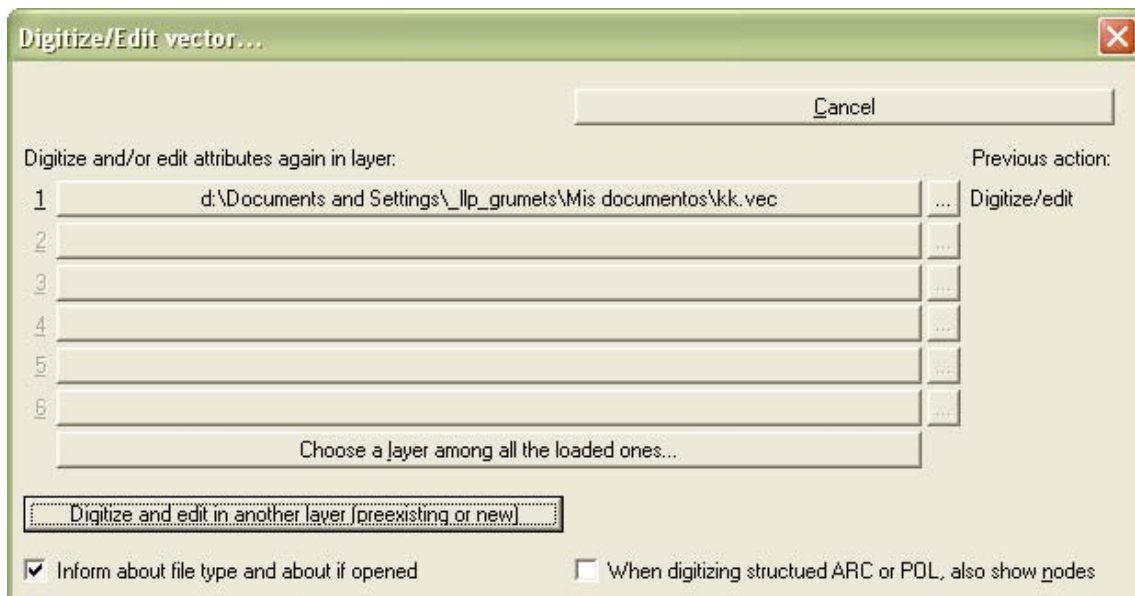 Digitize/Edit vector...
Cancel
Digitize and/or edit attributes again in layer: Previous action:
1 d:\Documents and Settings\_llp_grumets\Mis documentos\kk.vec ... Digitize/edit
2 ...
3 ...
4 ...
5 ...
6 ...
Choose a layer among all the loaded ones...
Digitize and edit in another layer (preexisting or new)
Inform about file type and about if opened When digitizing structued ARC or POL, also show nodes